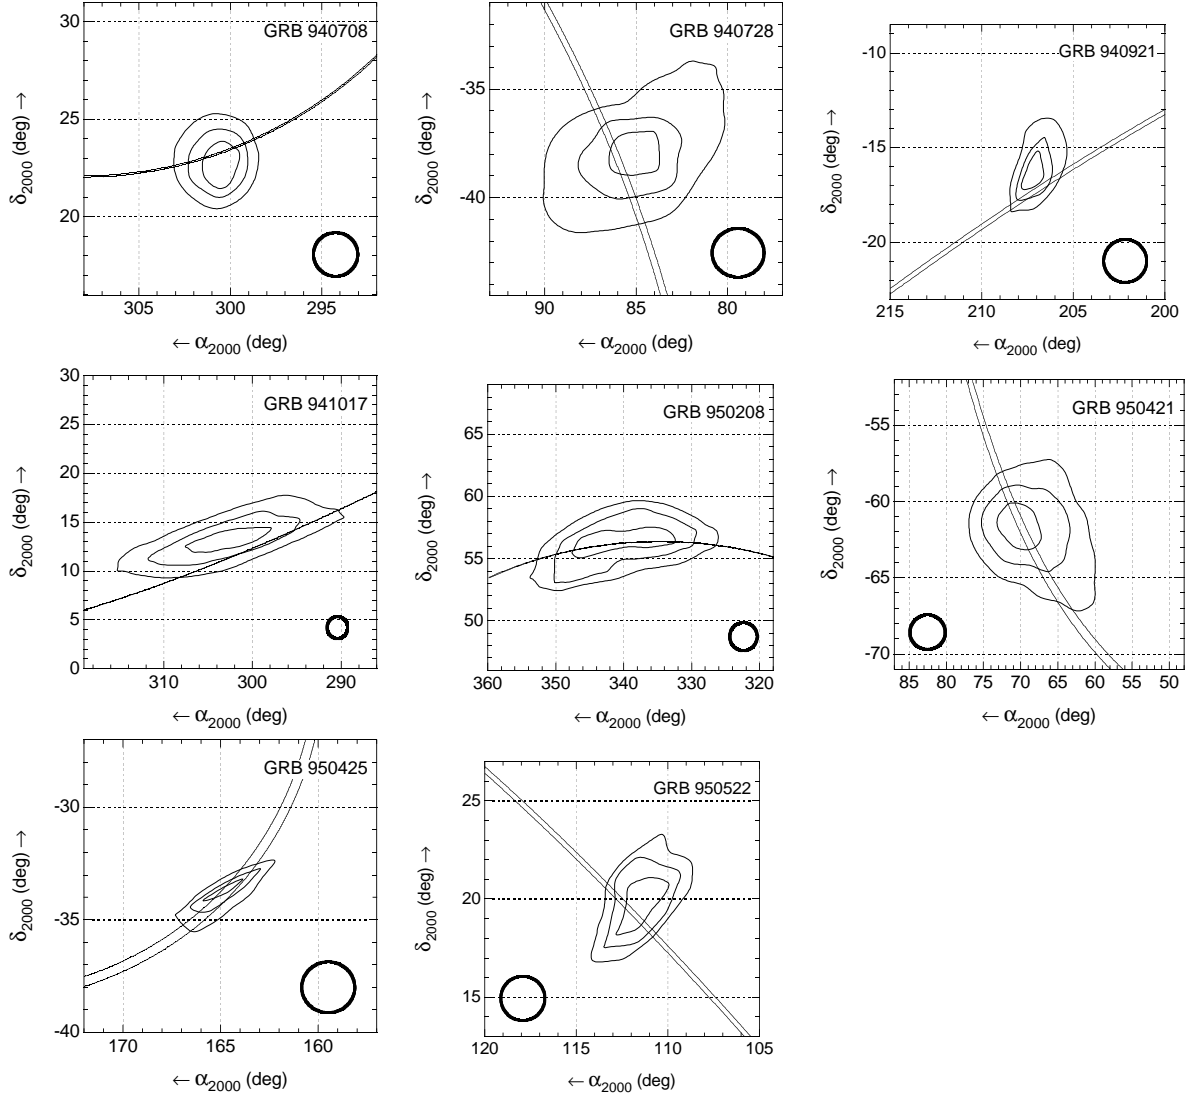 GRB 940708
30
25
20
305 300 295
δ2000 (deg) →
← α2000 (deg)
GRB 940728
-35
-40
90 85 80
δ2000 (deg) →
← α2000 (deg)
GRB 940921
-10
-15
-20
215 210 205 200
δ2000 (deg) →
← α2000 (deg)
GRB 941017
30
25
20
15
10
5
0
310 300 290
δ2000 (deg) →
← α2000 (deg)
GRB 950208
65
60
55
50
360 350 340 330 320
δ2000 (deg) →
← α2000 (deg)
GRB 950421
-55
-60
-65
-70
85 80 75 70 65 60 55 50
δ2000 (deg) →
← α2000 (deg)
GRB 950425
-30
-35
-40
170 160
δ2000 (deg) →
← α2000 (deg)
GRB 950522
25
20
15
120 115 110 105
δ2000 (deg) →
← α2000 (deg)